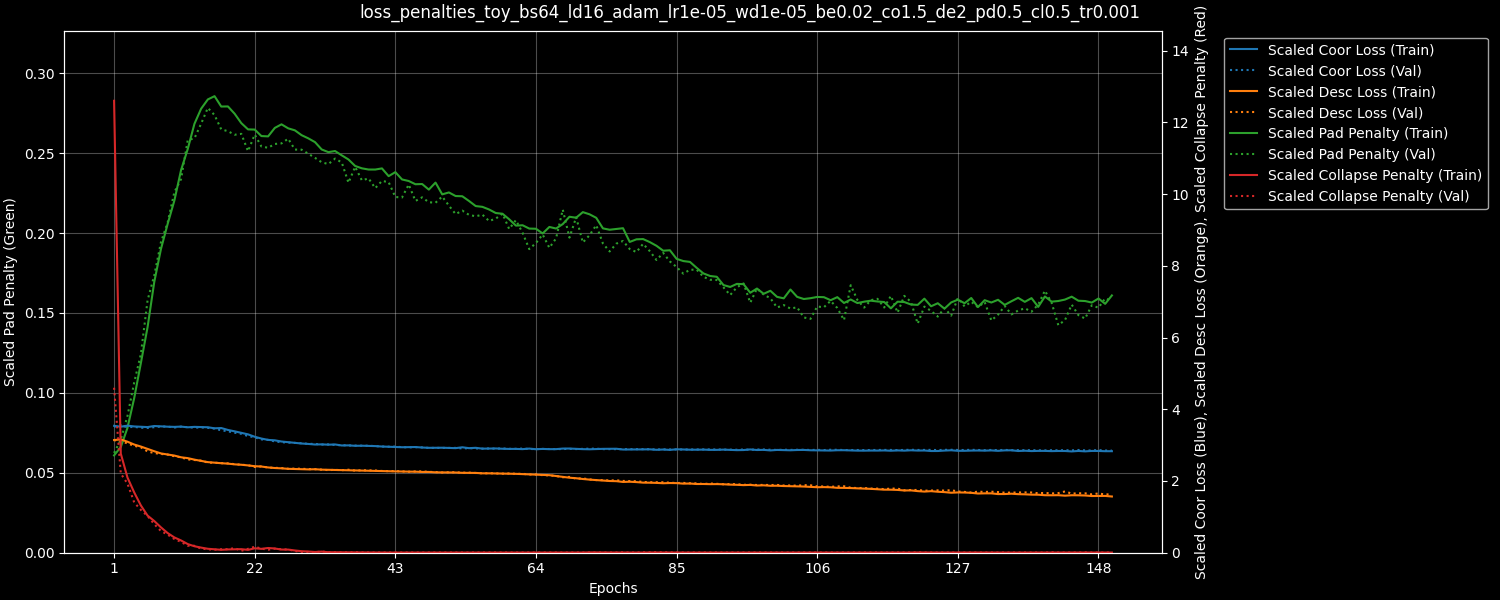 loss_penalties_toy_bs64_ld16_adam_lr1e-05_wd1e-05_be0.02_co1.5_de2_pd0.5_cl0.5_tr0.001
Scaled Pad Penalty (Green)
0.30
0.25
0.20
0.15
0.10
0.05
0.00
1
22
43
64
85
106
127
148
Epochs
14
12
10
8
6
4
2
0
Scaled Coor Loss (Blue), Scaled Desc Loss (Orange), Scaled Collapse Penalty (Red)
Scaled Coor Loss (Train)
Scaled Coor Loss (Val)
Scaled Desc Loss (Train)
Scaled Desc Loss (Val)
Scaled Pad Penalty (Train)
Scaled Pad Penalty (Val)
Scaled Collapse Penalty (Train)
Scaled Collapse Penalty (Val)